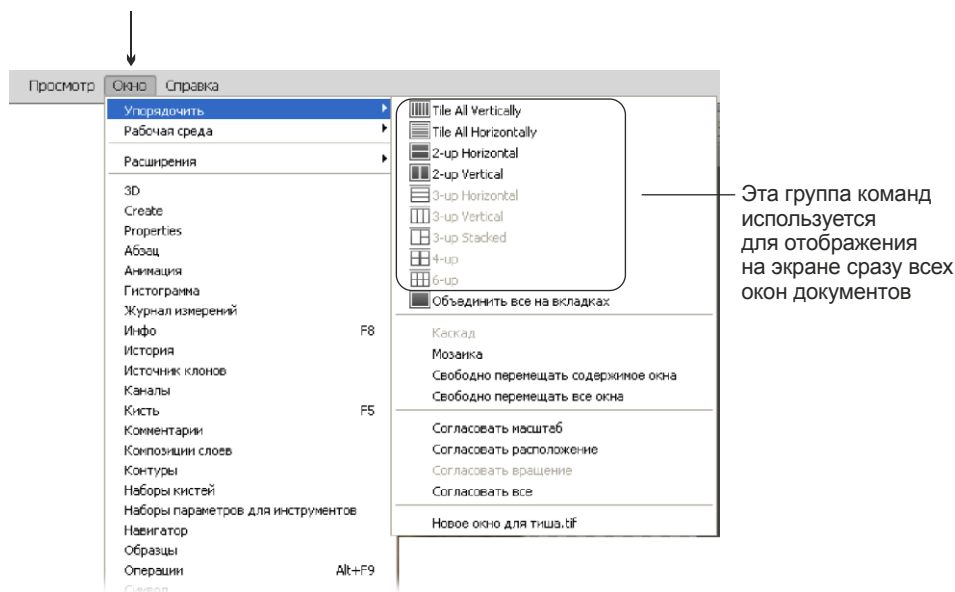 Просмотр Окно Справка
Упорядочить
Рабочая среда
Расширения
3D
Create
Properties
Абзац
Анимация
Гистограмма
Журнал измерений
Инфо F8
История
Источник клонов
Каналы
Кисть F5
Комментарии
Композиции слоев
Контуры
Наборы кистей
Наборы параметров для инструментов
Навигатор
Образцы
Операции Alt+F9
Символ
Tile All Vertically
Tile All Horizontally
2-up Horizontal
2-up Vertical
3-up Horizontal
3-up Vertical
3-up Stacked
4-up
6-up
Объединить все на вкладках
Каскад
Мозаика
Свободно перемещать содержимое окна
Свободно перемещать все окна
Согласовать масштаб
Согласовать расположение
Согласовать вращение
Согласовать все
Новое окно для тиша.tif
Эта группа команд
используется
для отображения
на экране сразу всех
окон документов